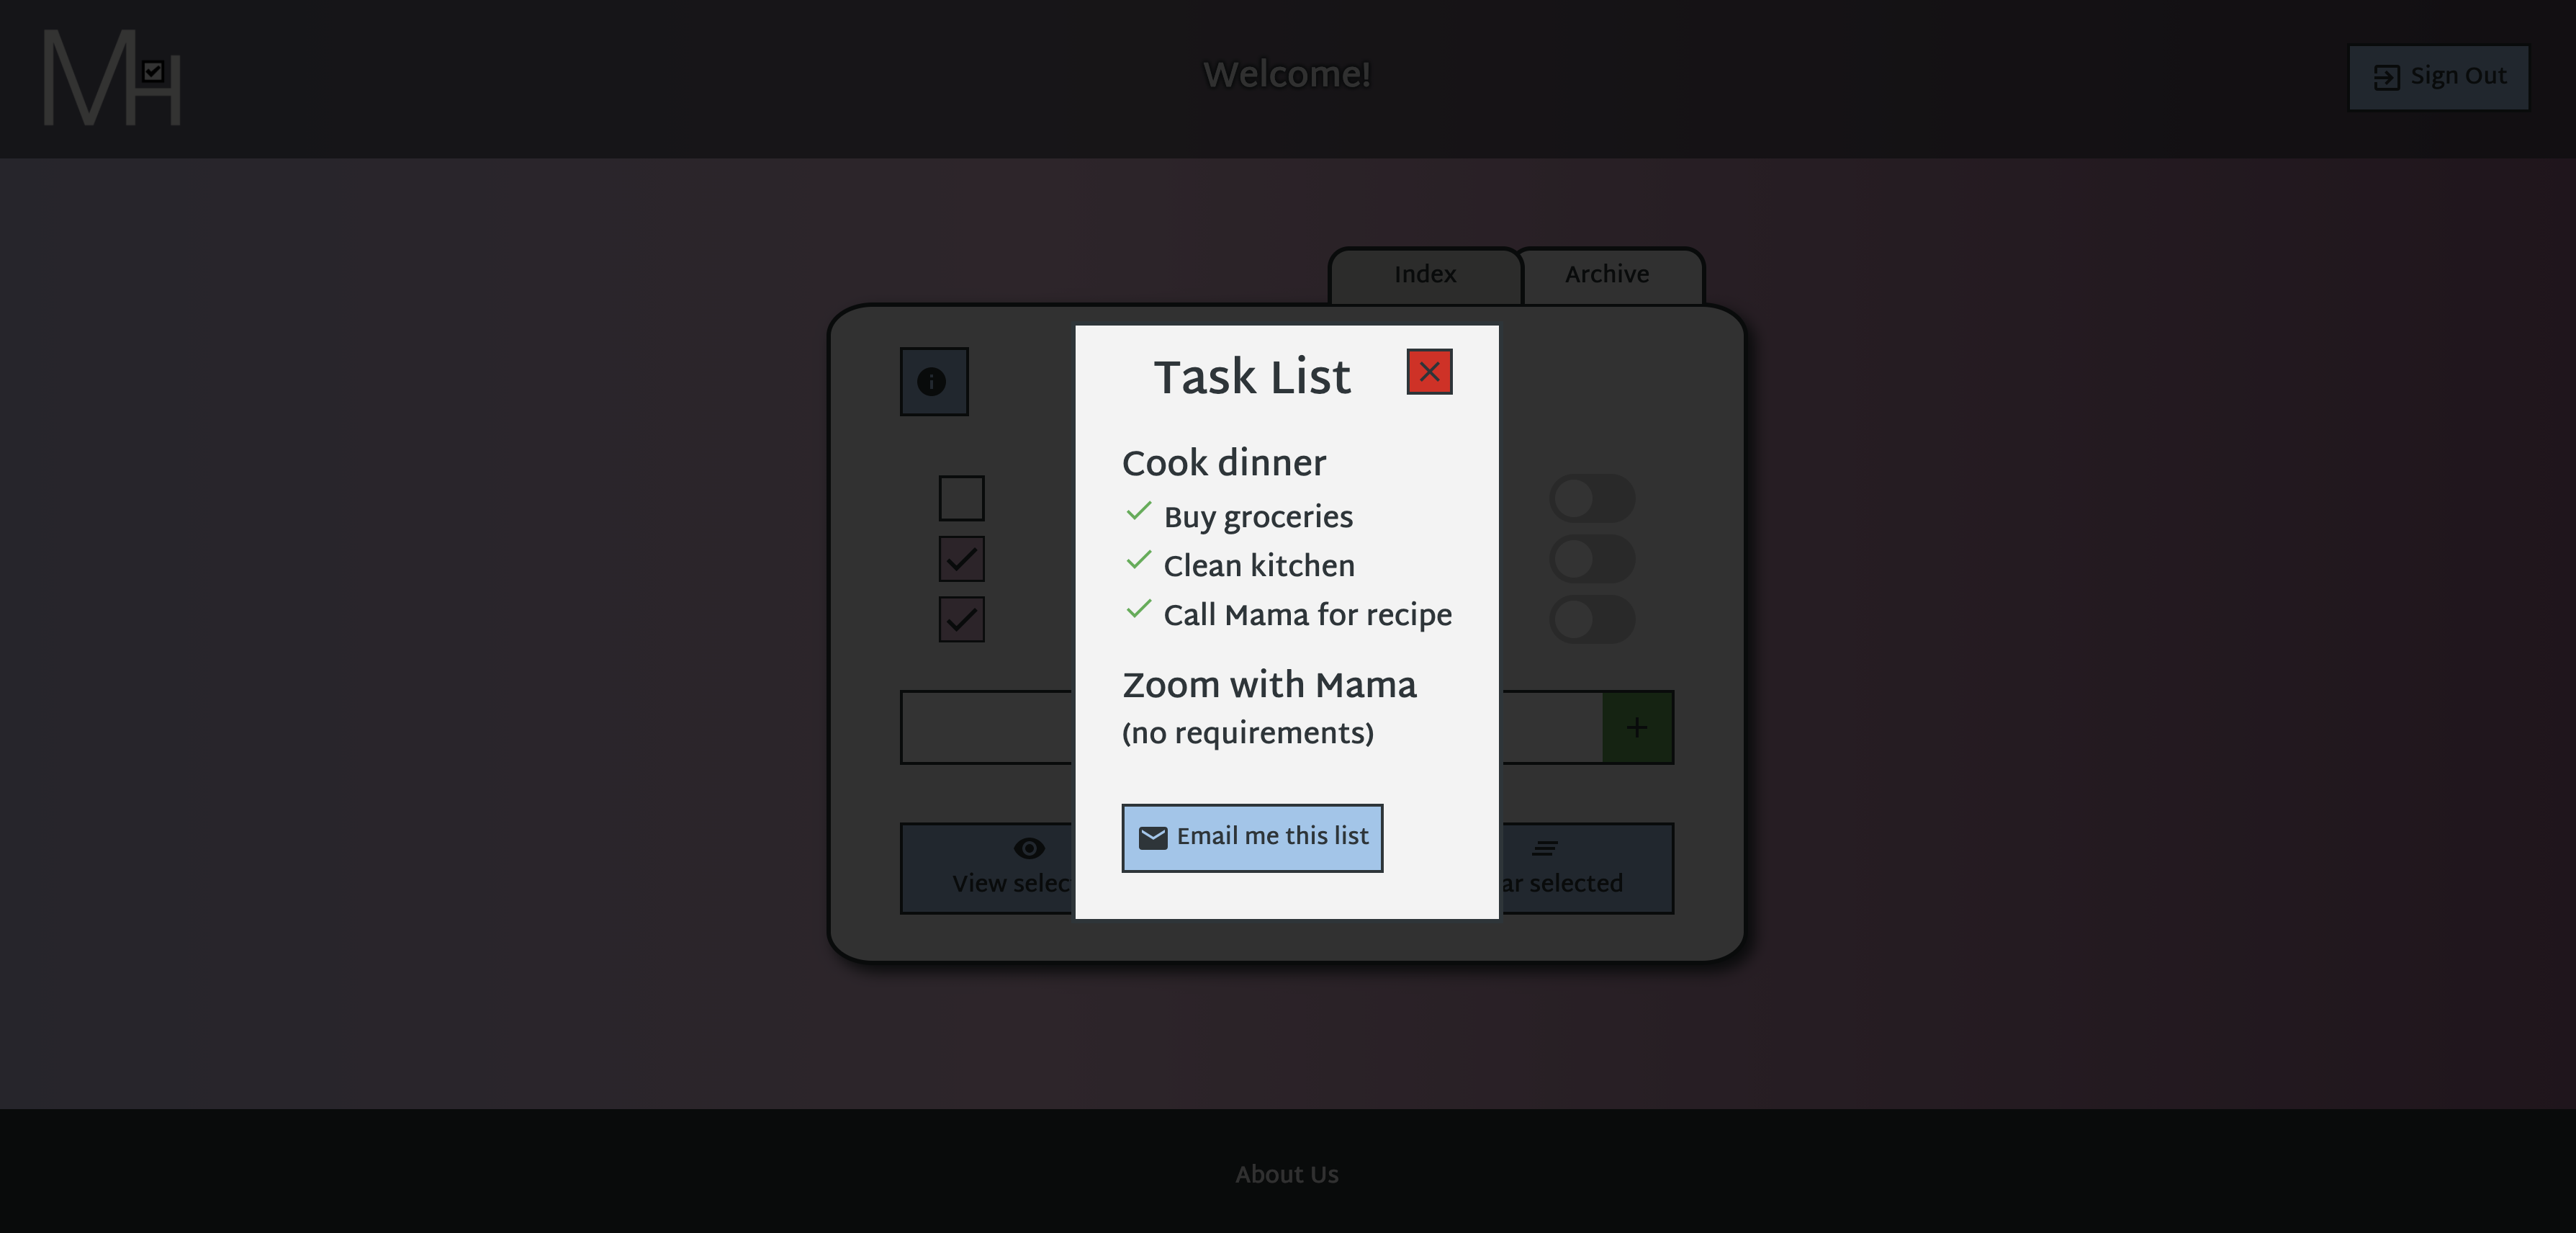 MH
Welcome!
Sign Out
Index
Archive
Task List
Cook dinner
Buy groceries
Clean kitchen
Call Mama for recipe
Zoom with Mama
(no requirements)
Email me this list
View selec
ar selected
About Us